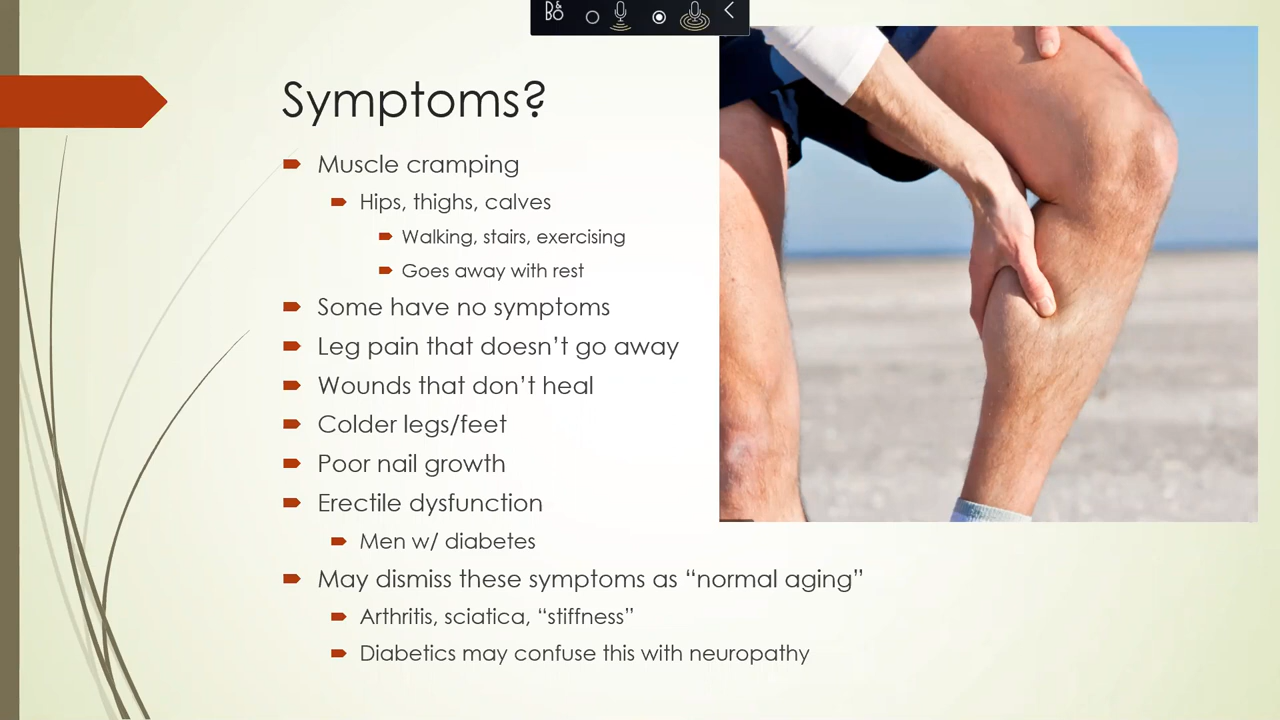 B&O
Symptoms?
Muscle cramping
Hips, thighs, calves
Walking, stairs, exercising
Goes away with rest
Some have no symptoms
Leg pain that doesn’t go away
Wounds that don’t heal
Colder legs/feet
Poor nail growth
Erectile dysfunction
Men w/ diabetes
May dismiss these symptoms as “normal aging”
Arthritis, sciatica, “stiffness”
Diabetics may confuse this with neuropathy